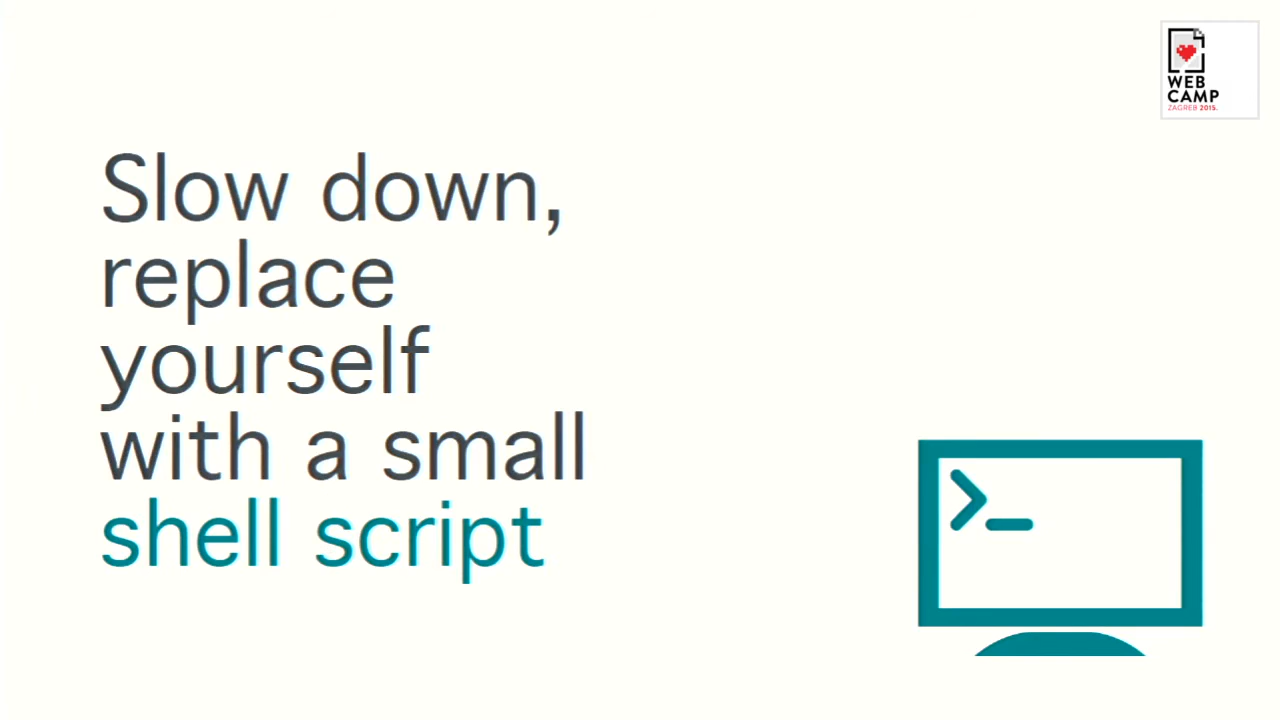 WEB
CAMP
ZAGREB 2015.
Slow down,
replace
yourself
with a small
shell script